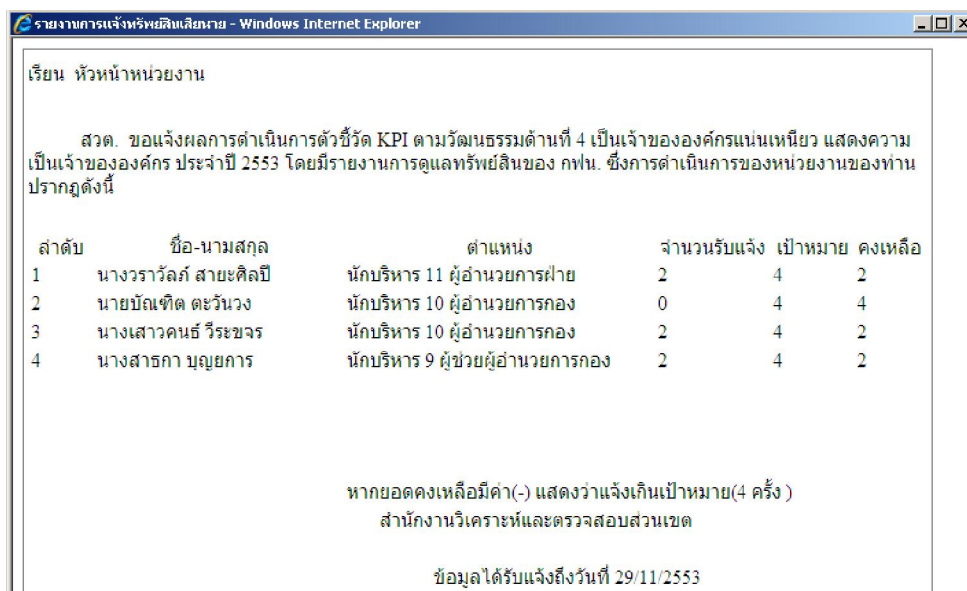 รายงานการแจ้งทรัพย์สินเสียหาย - Windows Internet Explorer
เรียน หัวหน้าหน่วยงาน
สวต. ขอแจ้งผลการดำเนินการตัวชี้วัด KPI ตามวัฒนธรรมด้านที่ 4 เป็นเจ้าขององค์กรแน่นเหนียว แสดงความ
เป็นเจ้าขององค์กร ประจำปี 2553 โดยมีรายงานการดูแลทรัพย์สินของ กฟน. ซึ่งการดำเนินการของหน่วยงานของท่าน
ปรากฏดังนี้
ลำดับ ชื่อ-นามสกุล ตำแหน่ง จำนวนรับแจ้ง เป้าหมาย คงเหลือ
1 นางวราวัลภ์ สายะศิลปี นักบริหาร 11 ผู้อำนวยการฝ่าย 2 4 2
2 นายบัณฑิต ตะวันวง นักบริหาร 10 ผู้อำนวยการกอง 0 4 4
3 นางเสาวคนธ์ วีระขจร นักบริหาร 10 ผู้อำนวยการกอง 2 4 2
4 นางสาธกา บุญยการ นักบริหาร 9 ผู้ช่วยผู้อำนวยการกอง 2 4 2
หากยอดคงเหลือมีค่า(-) แสดงว่าแจ้งเกินเป้าหมาย(4 ครั้ง )
สำนักงานวิเคราะห์และตรวจสอบส่วนเขต
ข้อมูลได้รับแจ้งถึงวันที่ 29/11/2553